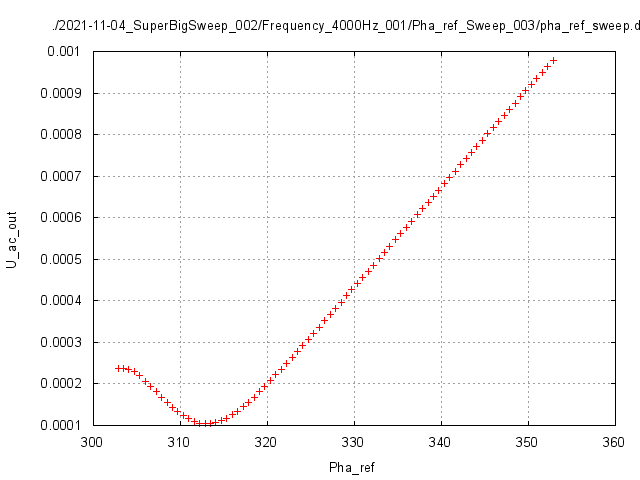 ./2021-11-04_SuperBigSweep_002/Frequency_4000Hz_001/Pha_ref_Sweep_003/pha_ref_sweep.d
0.001
0.0009
0.0008
0.0007
0.0006
0.0005
0.0004
0.0003
0.0002
0.0001
U_ac_out
300 310 320 330 340 350 360
Pha_ref